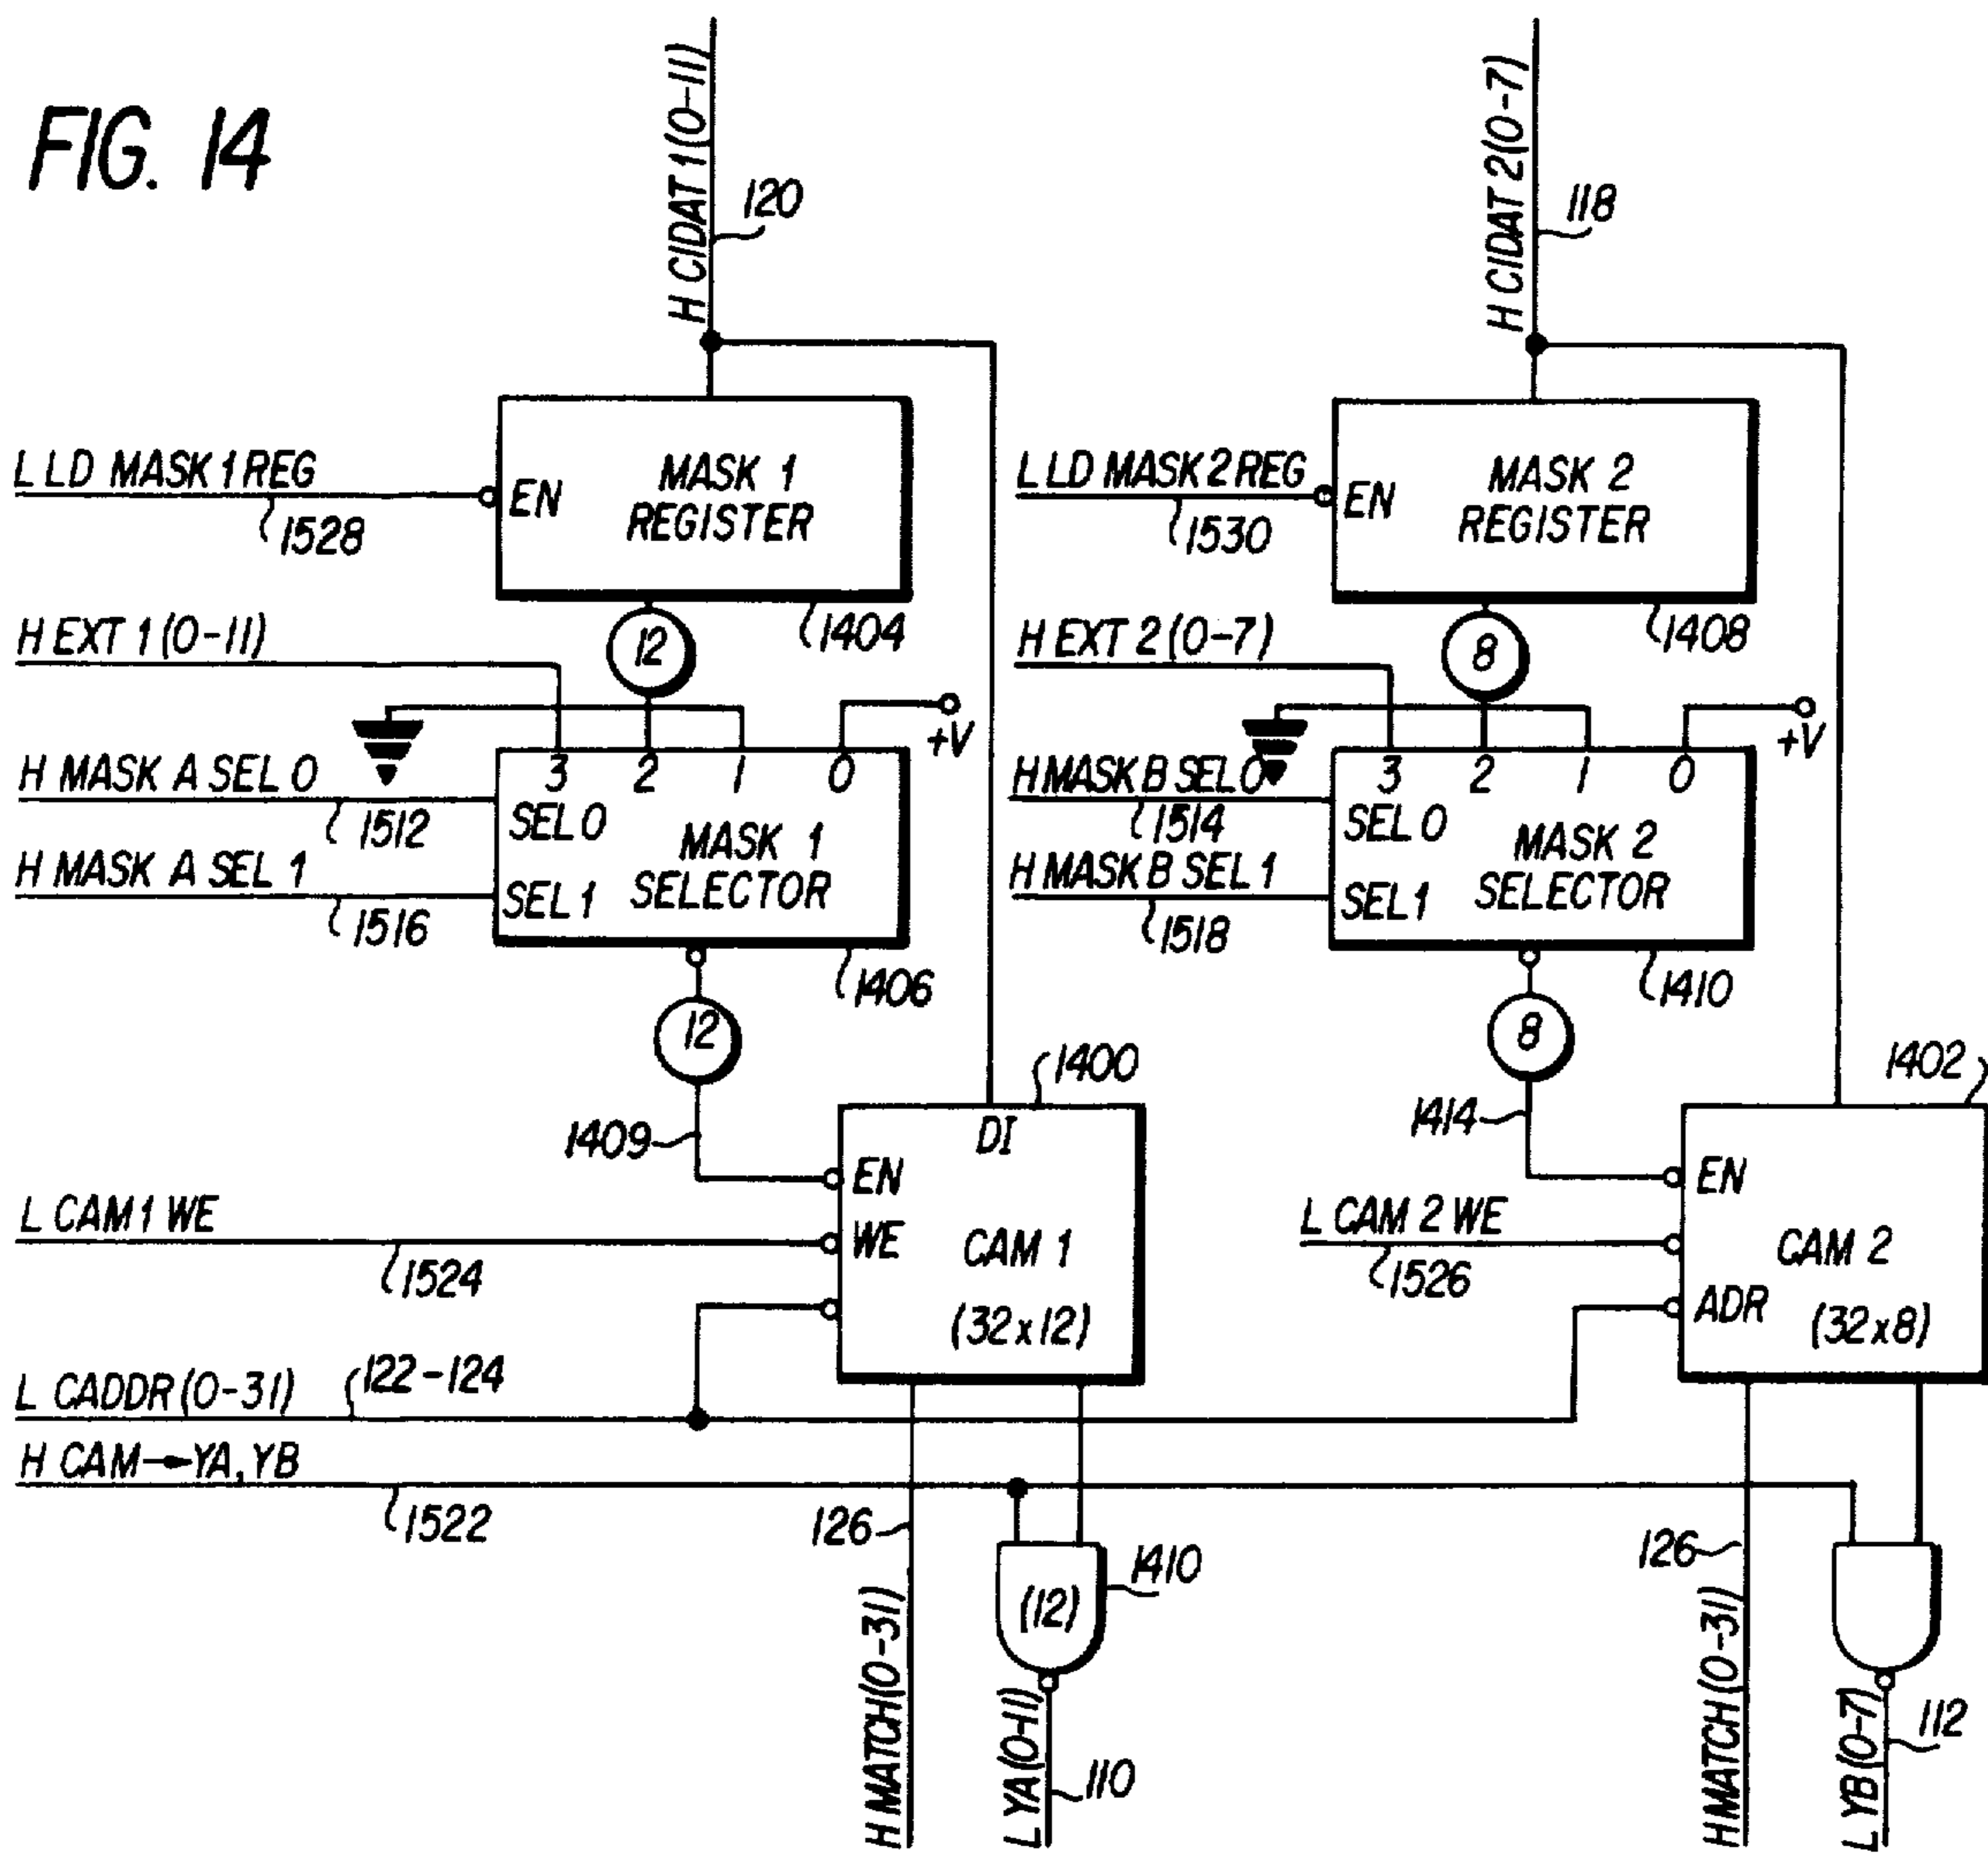 FIG. 14
H CIDAT 1(0-11)
120
H CIDAT 2(0-7)
118
L LD MASK 1 REG
1528
EN
MASK 1
REGISTER
1404
L LD MASK 2 REG
1530
EN
MASK 2
REGISTER
1408
H EXT 1 (0-11)
12
H EXT 2 (0-7)
8
+V
+V
3 2 1 0
3 2 1 0
H MASK A SEL 0
1512
SEL 0
H MASK A SEL 1
1516
SEL 1
MASK 1
SELECTOR
1406
H MASK B SEL 0
1514
SEL 0
H MASK B SEL 1
1518
SEL 1
MASK 2
SELECTOR
1410
12
8
1409
1400
1414
1402
DI
EN
WE
CAM 1
(32x12)
L CAM 1 WE
1524
EN
L CAM 2 WE
1526
ADR
CAM 2
(32x8)
L CADDR (0-31)
122-124
H CAM→YA, YB
1522
126
(12)
1410
126
H MATCH (0-31)
L YA (0-11)
110
H MATCH (0-31)
L YB (0-7)
112